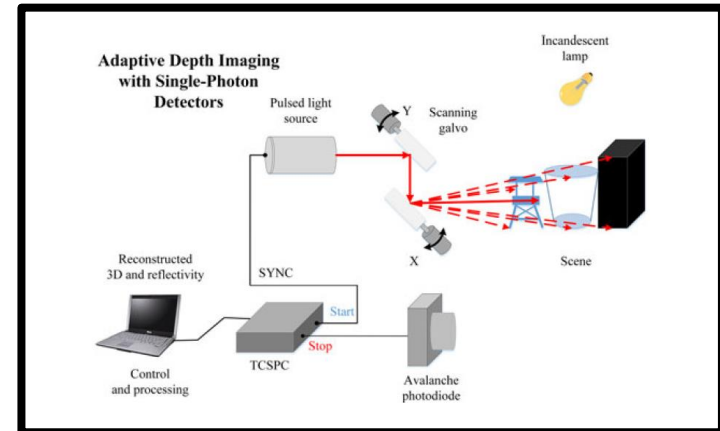 Adaptive Depth Imaging
with Single-Photon
Detectors
Incandescent
lamp
Pulsed light
source
Y
Scanning
galvo
X
Scene
Reconstructed
3D and reflectivity
SYNC
Start
Stop
TCSPC
Control
and processing
Avalanche
photodiode